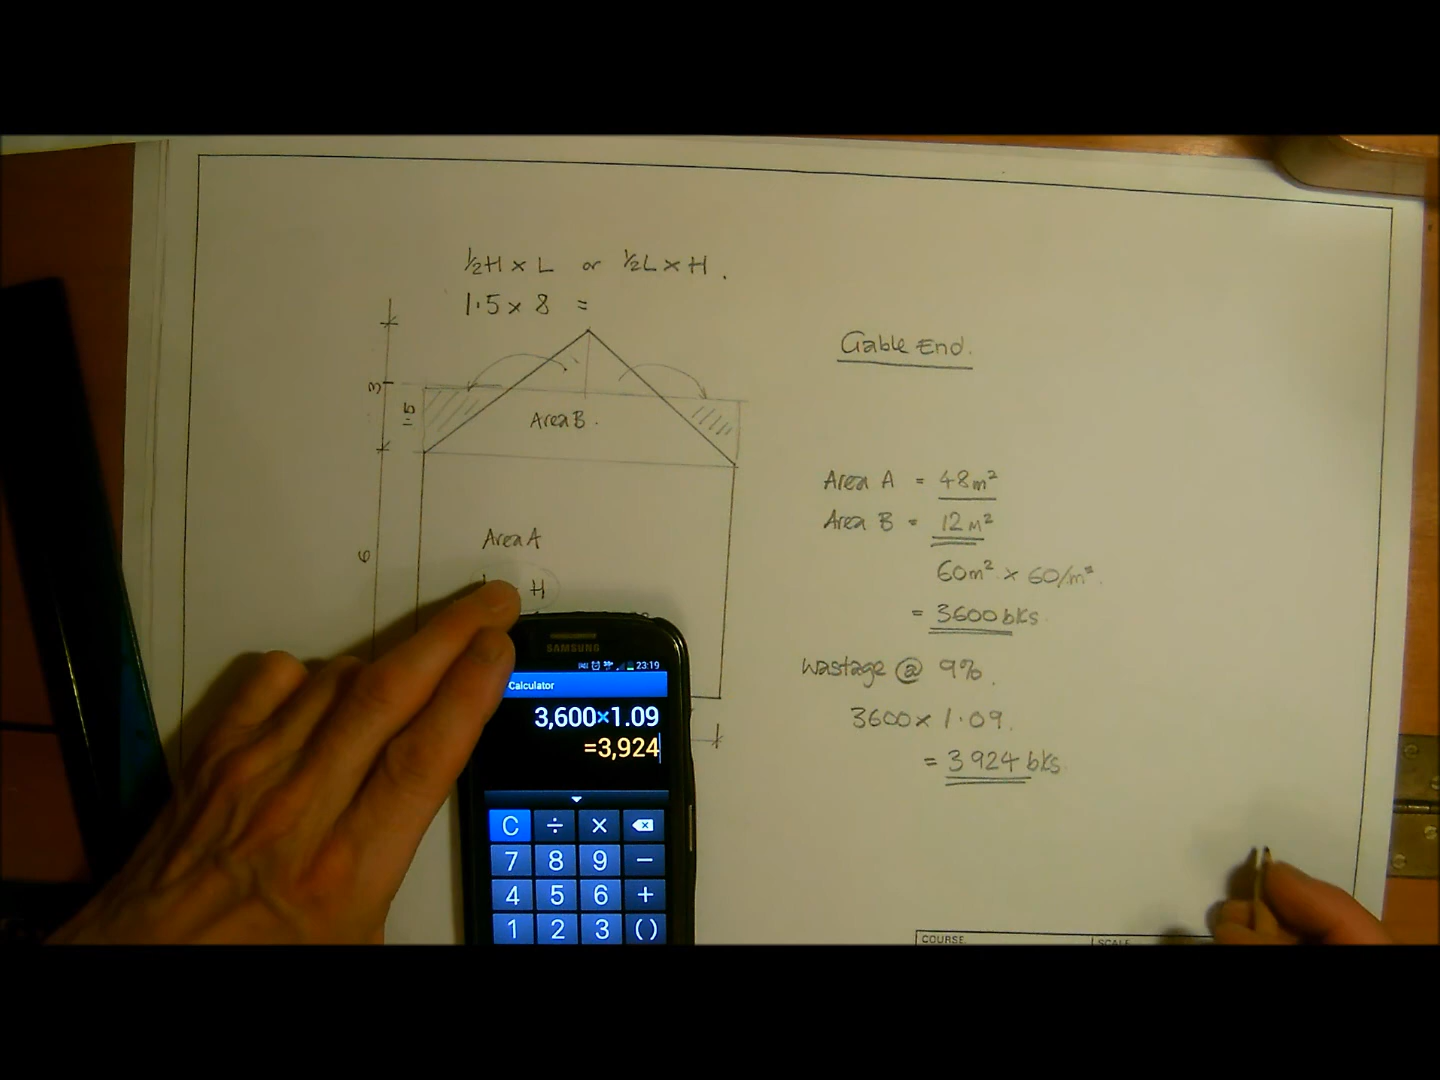 ½H × L or ½L × H.
1.5 × 8 =
Gable End.
3
1.5
Area B.
6
Area A
H
Area A = 48m²
Area B = 12m²
60m² × 60/m²
= 3600 bks
Wastage @ 9%.
3600 × 1.09.
= 3924 bks
SAMSUNG
23:19
Calculator
3,600×1.09
=3,924
C ÷ ×
7 8 9 −
4 5 6 +
1 2 3 ()
COURSE
SCALE